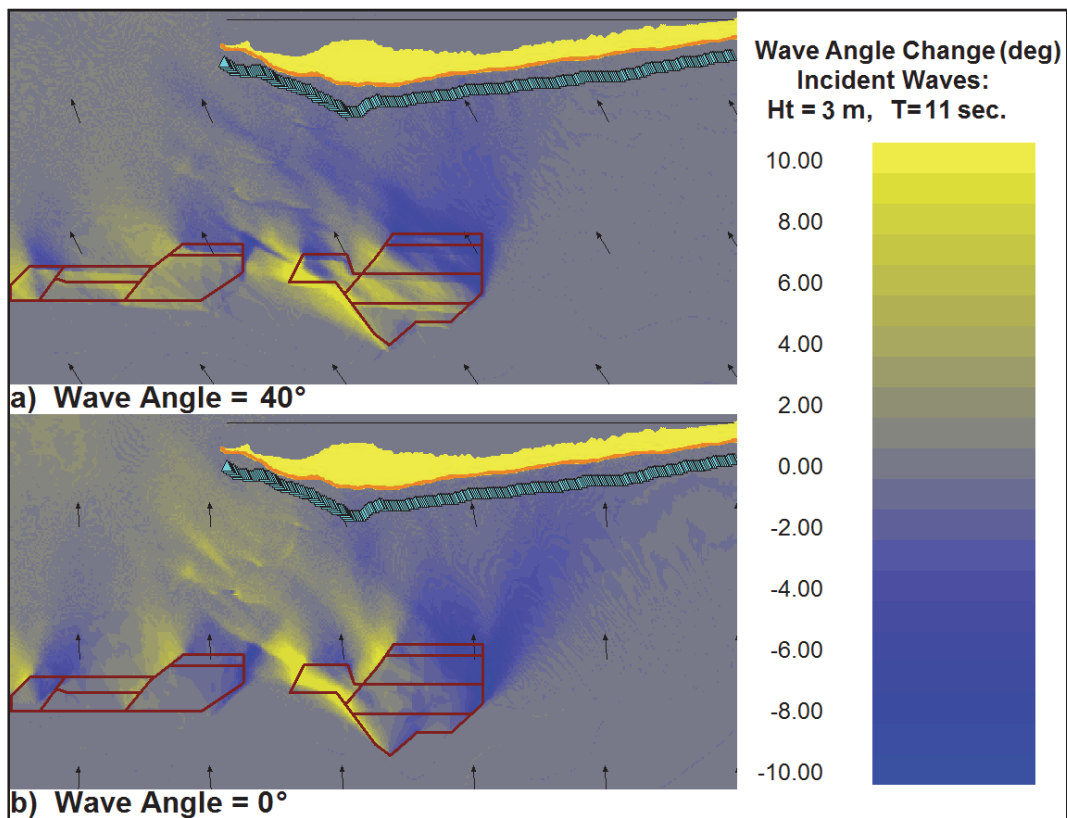 Wave Angle Change (deg)
Incident Waves:
Ht = 3 m, T= 11 sec.
10.00
8.00
6.00
4.00
2.00
0.00
-2.00
-4.00
-6.00
-8.00
-10.00
a) Wave Angle = 40°
b) Wave Angle = 0°